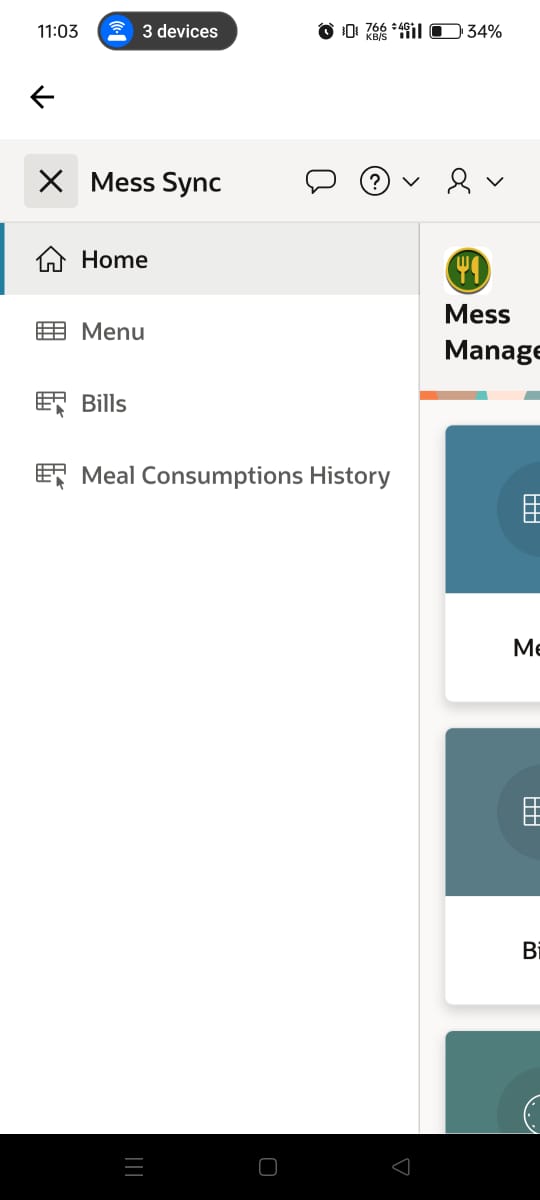 11:03
3 devices
766 KB/S
4G
34%
Mess Sync
Home
Menu
Bills
Meal Consumptions History
Mess
Manage
Me
Bi